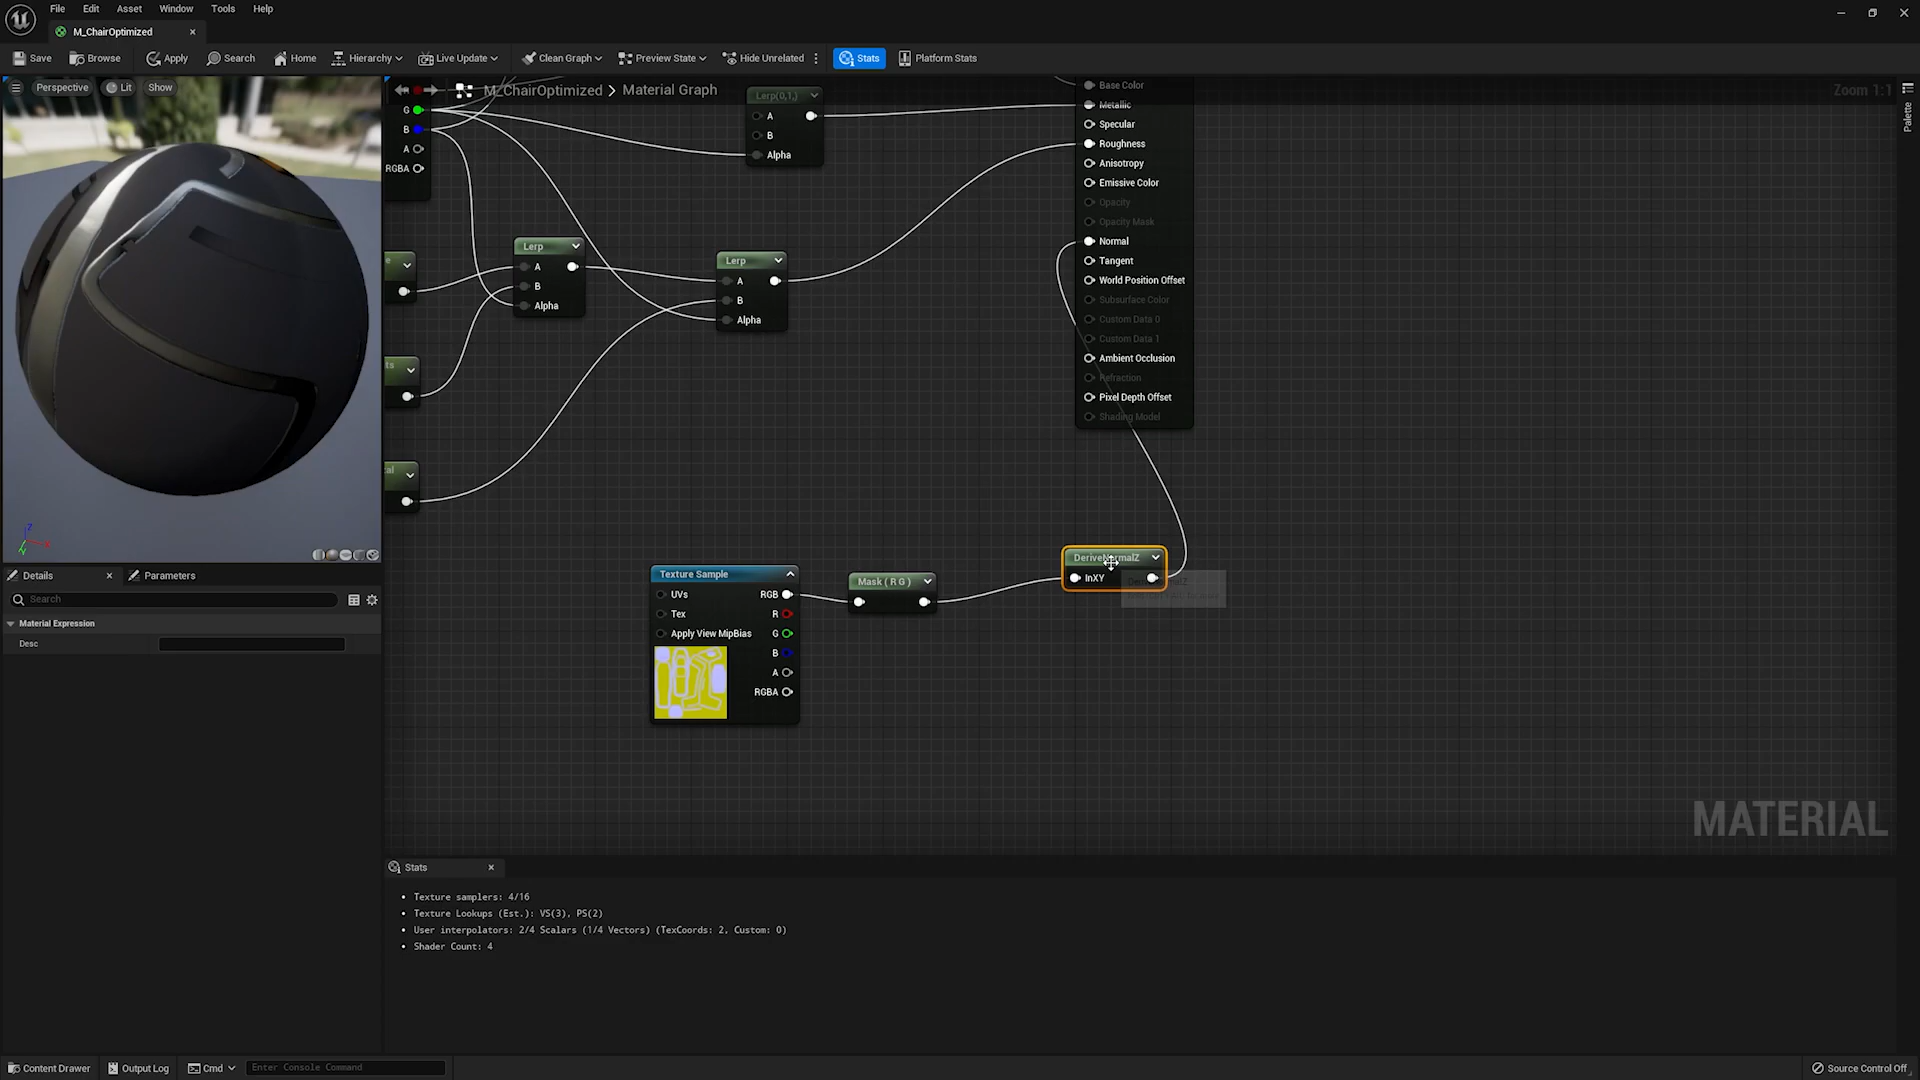 File Edit Asset Window Tools Help
M_ChairOptimized
Save Browse Apply Search Home Hierarchy Live Update Clean Graph Preview State Hide Unrelated Stats Platform Stats
Perspective Lit Show
M_ChairOptimized > Material Graph
Zoom 1:1
Palette
G
B
A
RGBA
Lerp(0,1,)
A
B
Alpha
Base Color
Metallic
Specular
Roughness
Anisotropy
Emissive Color
Opacity
Opacity Mask
Normal
Tangent
World Position Offset
Subsurface Color
Custom Data 0
Custom Data 1
Ambient Occlusion
Refraction
Pixel Depth Offset
Shading Model
Lerp
A
B
Alpha
Lerp
A
B
Alpha
e
ts
al
Texture Sample
UVs RGB
Tex R
Apply View MipBias G
B
A
RGBA
Mask ( R G )
DeriveNormalZ
InXY
MATERIAL
Details Parameters
Search
Material Expression
Desc
Stats
Texture samplers: 4/16
Texture Lookups (Est.): VS(3), PS(2)
User interpolators: 2/4 Scalars (1/4 Vectors) (TexCoords: 2, Custom: 0)
Shader Count: 4
Content Drawer Output Log Cmd Enter Console Command Source Control Off